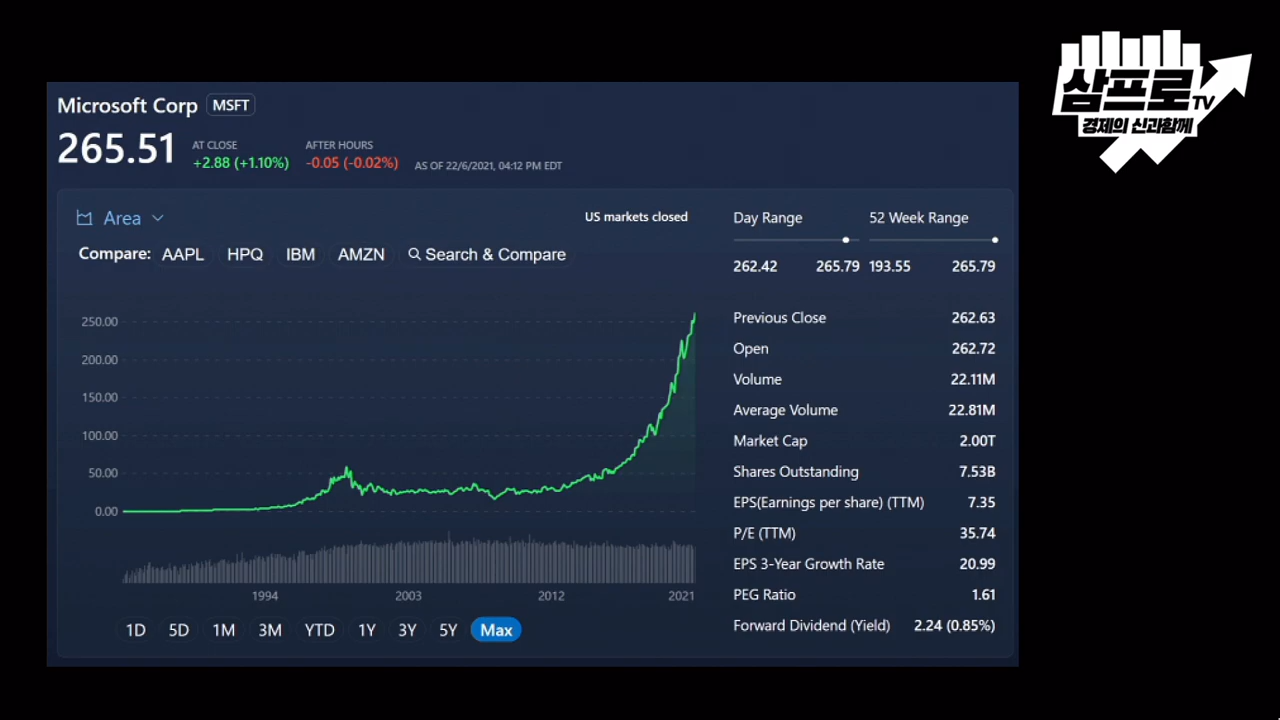 Microsoft Corp MSFT
265.51
AT CLOSE
+2.88 (+1.10%)
AFTER HOURS
-0.05 (-0.02%)
AS OF 22/6/2021, 04:12 PM EDT
Area
US markets closed
Compare: AAPL HPQ IBM AMZN Search & Compare
250.00
200.00
150.00
100.00
50.00
0.00
1994 2003 2012 2021
1D 5D 1M 3M YTD 1Y 3Y 5Y Max
Day Range
262.42 265.79
52 Week Range
193.55 265.79
Previous Close 262.63
Open 262.72
Volume 22.11M
Average Volume 22.81M
Market Cap 2.00T
Shares Outstanding 7.53B
EPS(Earnings per share) (TTM) 7.35
P/E (TTM) 35.74
EPS 3-Year Growth Rate 20.99
PEG Ratio 1.61
Forward Dividend (Yield) 2.24 (0.85%)
삼프로TV
경제의 신과함께